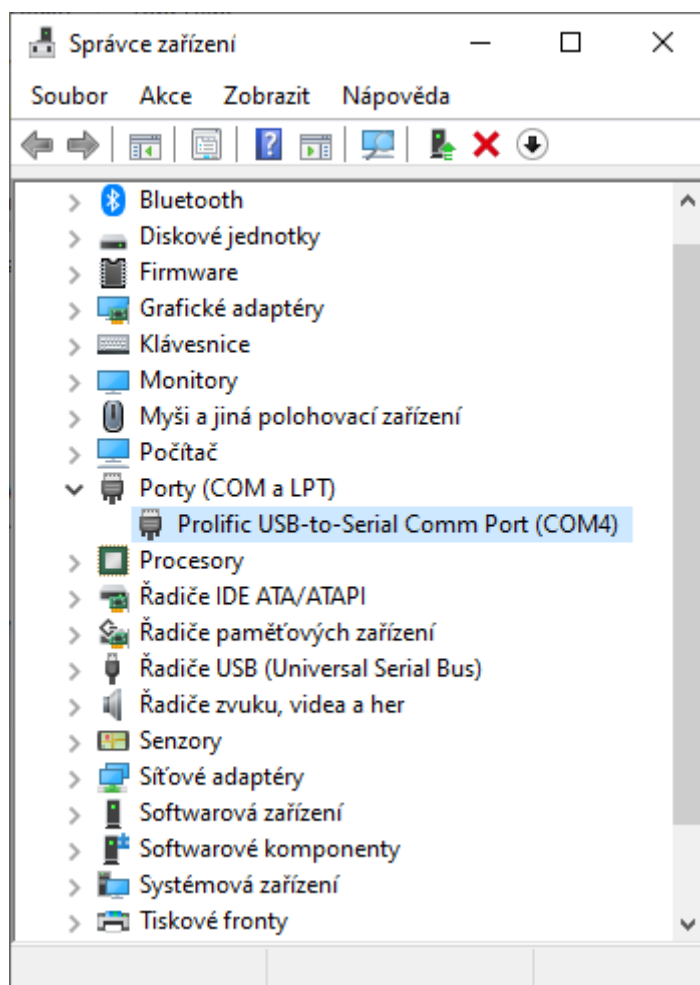 Správce zařízení
Soubor Akce Zobrazit Nápověda
Bluetooth
Diskové jednotky
Firmware
Grafické adaptéry
Klávesnice
Monitory
Myši a jiná polohovací zařízení
Počítač
Porty (COM a LPT)
Prolific USB-to-Serial Comm Port (COM4)
Procesory
Řadiče IDE ATA/ATAPI
Řadiče paměťových zařízení
Řadiče USB (Universal Serial Bus)
Řadiče zvuku, videa a her
Senzory
Síťové adaptéry
Softwarová zařízení
Softwarové komponenty
Systémová zařízení
Tiskové fronty